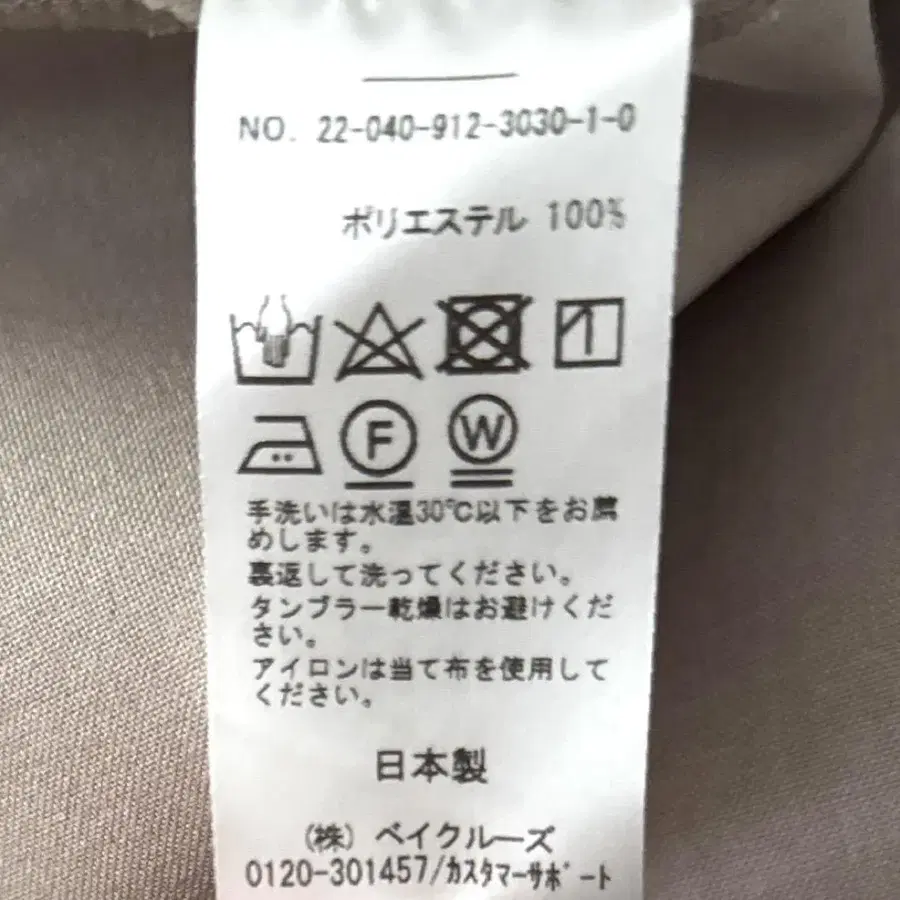 NO. 22-040-912-3030-1-0
ポリエステル 100%
F W
手洗いは水温30℃以下をお薦
めします。
裏返して洗ってください。
タンブラー乾燥はお避けくだ
さい。
アイロンは当て布を使用して
ください。
日本製
(株) ベイクルーズ
0120-301457/カスタマーサポート